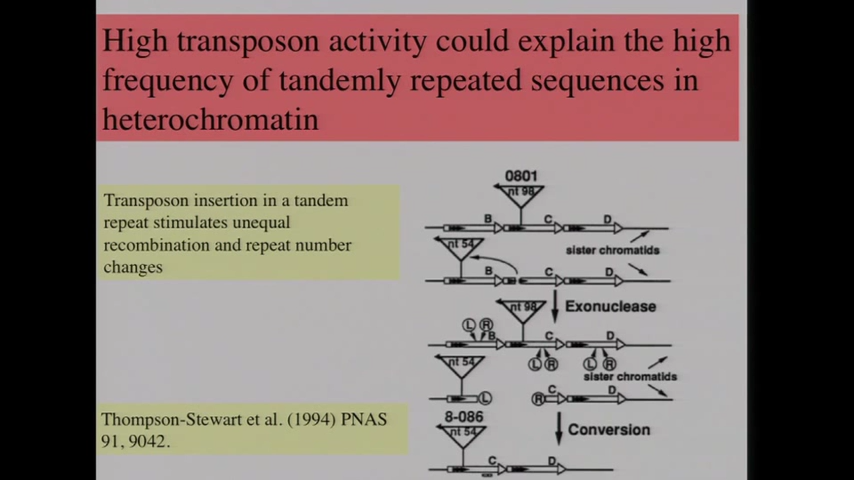 High transposon activity could explain the high
frequency of tandemly repeated sequences in
heterochromatin
Transposon insertion in a tandem
repeat stimulates unequal
recombination and repeat number
changes
Thompson-Stewart et al. (1994) PNAS
91, 9042.
0801
nt 98
B C D
sister chromatids
nt 54
B C D
nt 98
Exonuclease
L R
B C D
L R L R
sister chromatids
nt 54
L R C D
8-086
nt 54
Conversion
C D